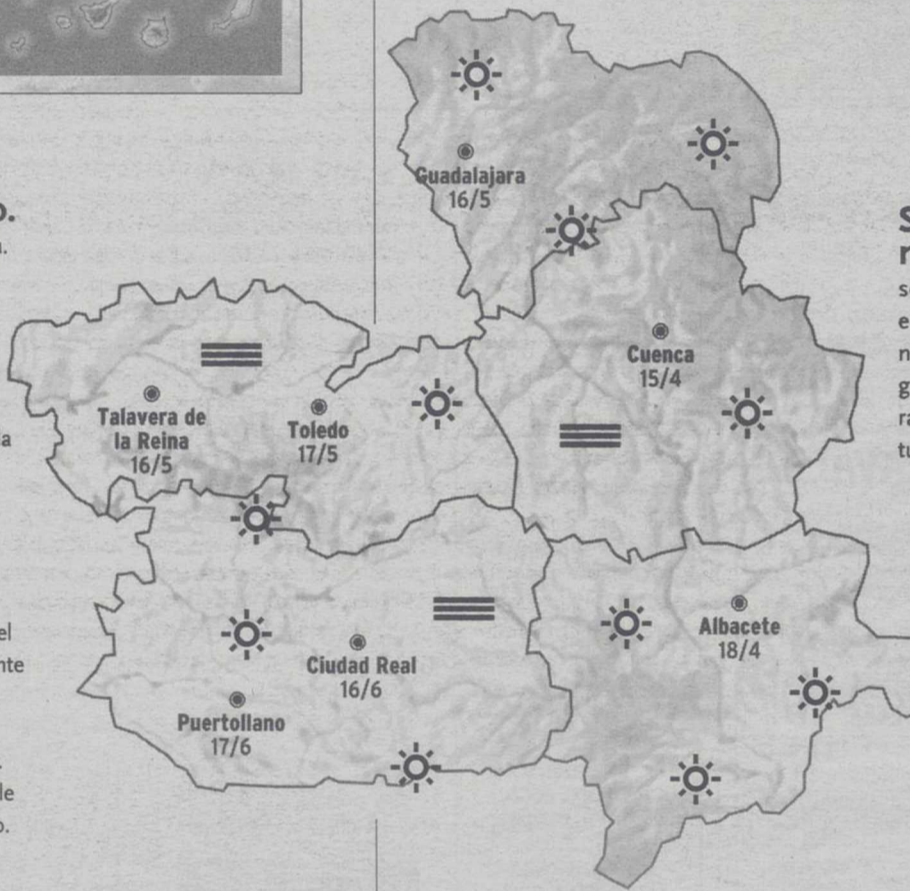 Guadalajara
16/5
Cuenca
15/4
Talavera de
la Reina
16/5
Toledo
17/5
Ciudad Real
16/6
Puertollano
17/6
Albacete
18/4